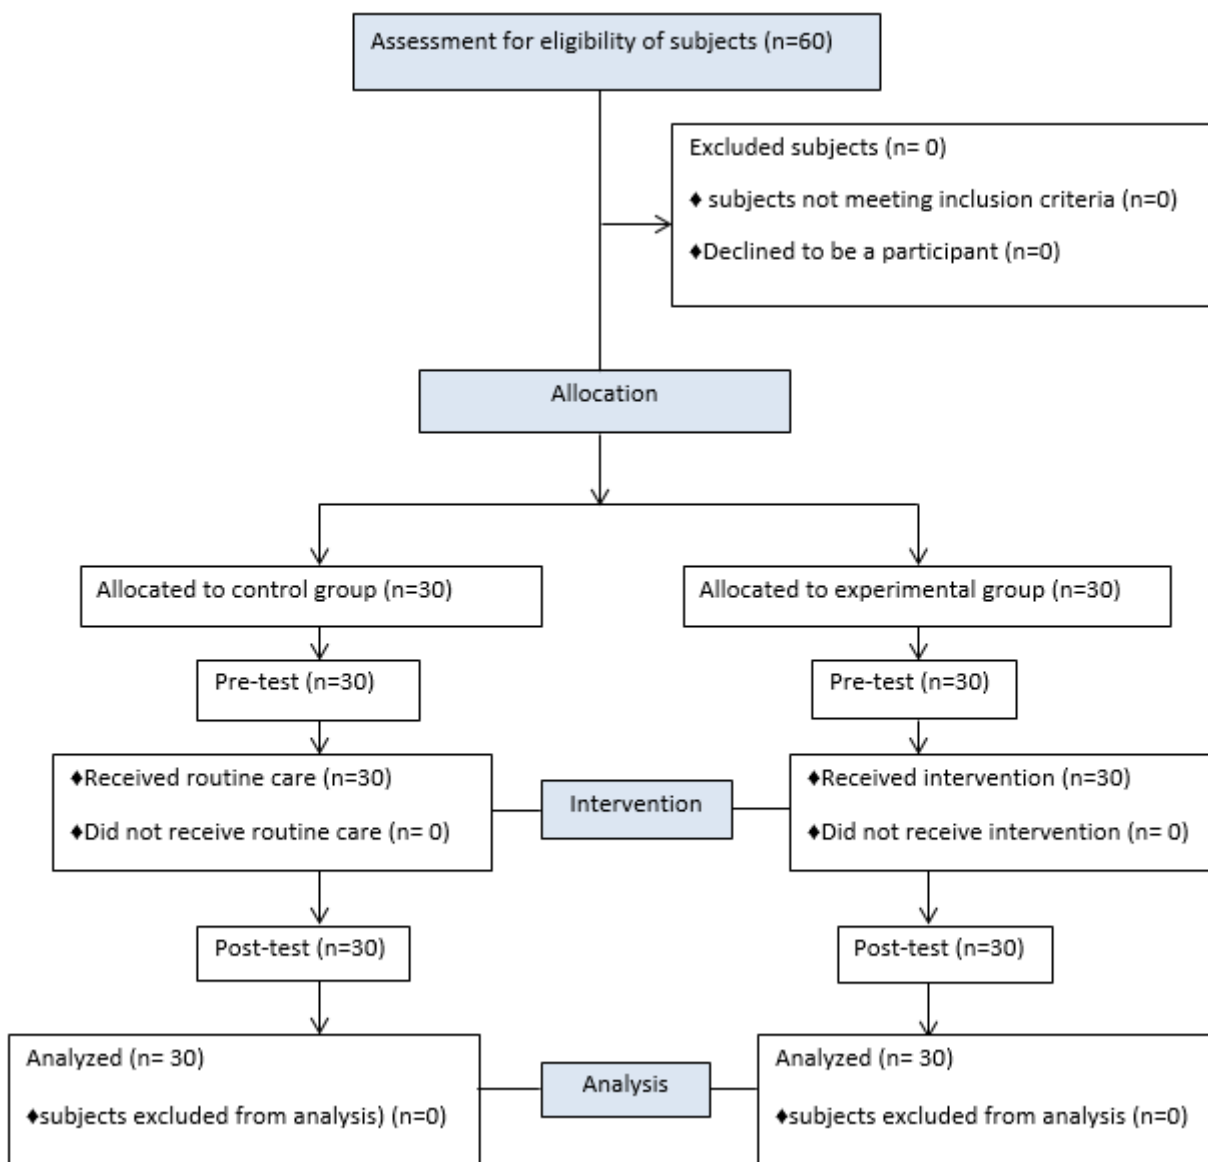 Assessment for eligibility of subjects (n=60)
Excluded subjects (n= 0)
♦ subjects not meeting inclusion criteria (n=0)
♦Declined to be a participant (n=0)
Allocation
Allocated to control group (n=30)
Allocated to experimental group (n=30)
Pre-test (n=30)
Pre-test (n=30)
♦Received routine care (n=30)
♦Did not receive routine care (n= 0)
Intervention
♦Received intervention (n=30)
♦Did not receive intervention (n= 0)
Post-test (n=30)
Post-test (n=30)
Analyzed (n= 30)
♦subjects excluded from analysis) (n=0)
Analysis
Analyzed (n= 30)
♦subjects excluded from analysis (n=0)